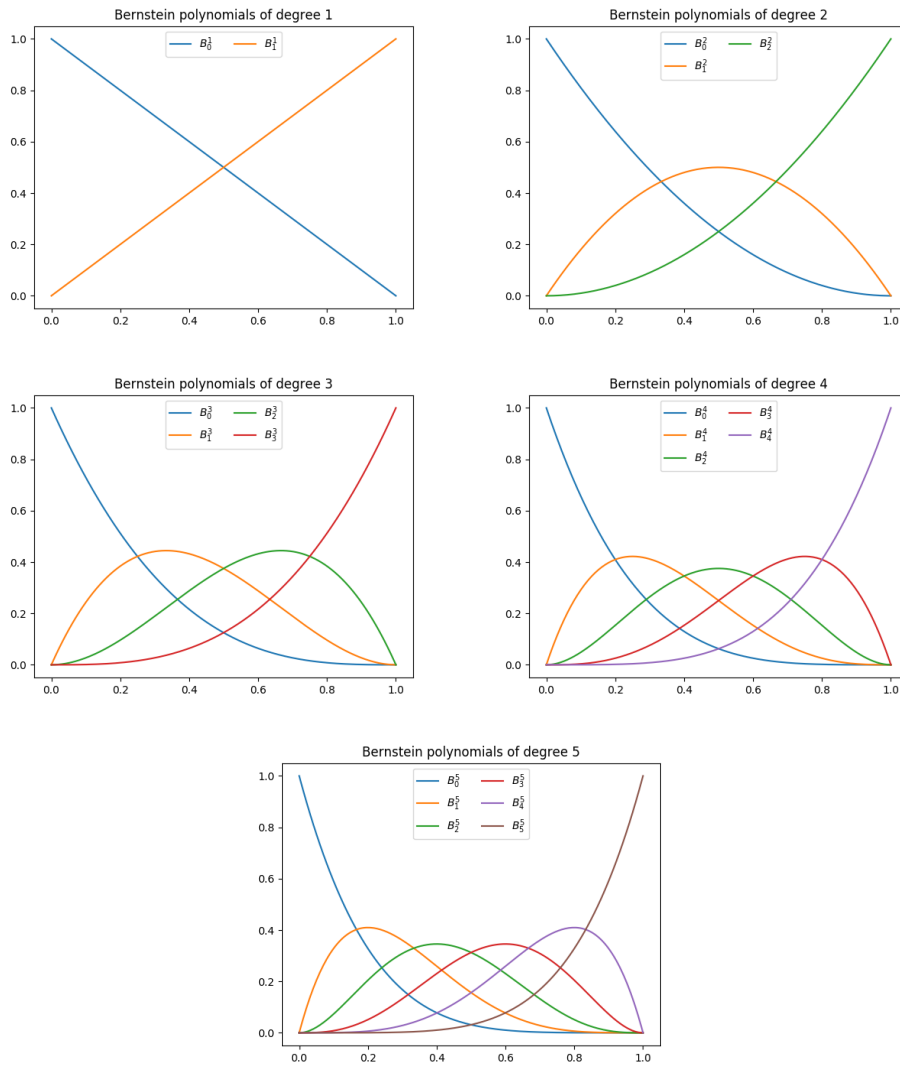 Bernstein polynomials of degree 1
B_0^1 B_1^1
1.0
0.8
0.6
0.4
0.2
0.0
0.0 0.2 0.4 0.6 0.8 1.0
Bernstein polynomials of degree 2
B_0^2 B_2^2
B_1^2
1.0
0.8
0.6
0.4
0.2
0.0
0.0 0.2 0.4 0.6 0.8 1.0
Bernstein polynomials of degree 3
B_0^3 B_2^3
B_1^3 B_3^3
1.0
0.8
0.6
0.4
0.2
0.0
0.0 0.2 0.4 0.6 0.8 1.0
Bernstein polynomials of degree 4
B_0^4 B_3^4
B_1^4 B_4^4
B_2^4
1.0
0.8
0.6
0.4
0.2
0.0
0.0 0.2 0.4 0.6 0.8 1.0
Bernstein polynomials of degree 5
B_0^5 B_3^5
B_1^5 B_4^5
B_2^5 B_5^5
1.0
0.8
0.6
0.4
0.2
0.0
0.0 0.2 0.4 0.6 0.8 1.0